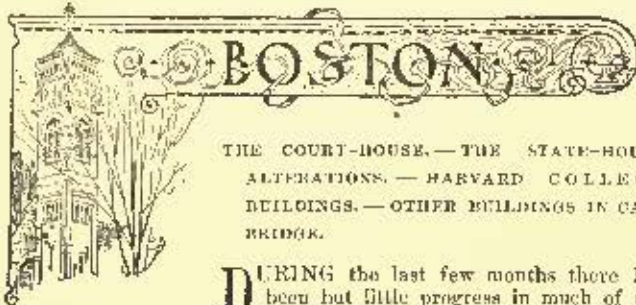 BOSTON
THE COURT-HOUSE. — THE STATE-HOU
ALTERATIONS. — HARVARD COLLE
BUILDINGS. — OTHER BUILDINGS IN CA
BRIDGE.
DURING the last few months there h
been but little progress in much of